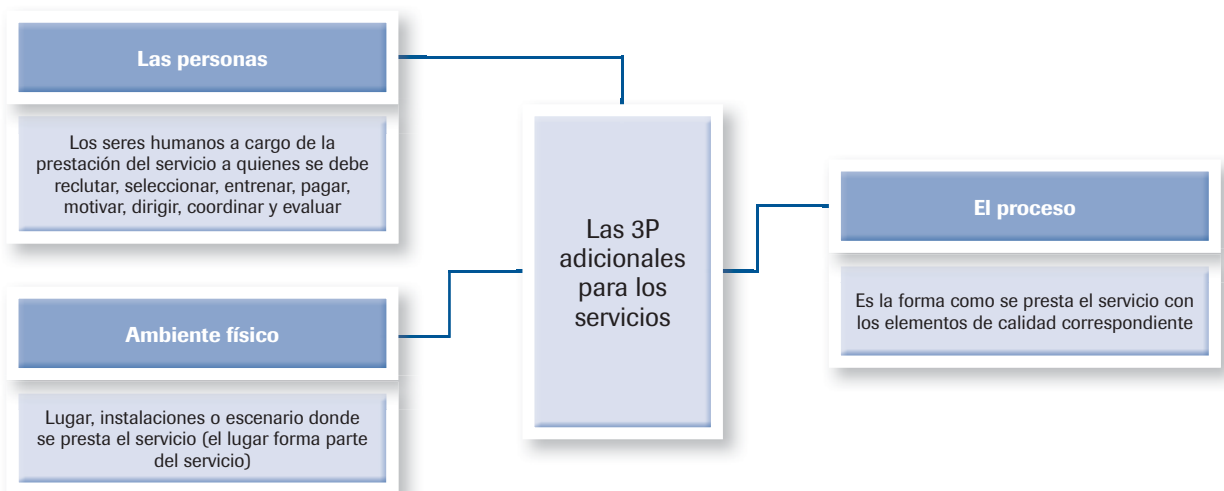 Las personas
Los seres humanos a cargo de la
prestación del servicio a quienes se debe
reclutar, seleccionar, entrenar, pagar,
motivar, dirigir, coordinar y evaluar
Ambiente físico
Lugar, instalaciones o escenario donde
se presta el servicio (el lugar forma parte
del servicio)
Las 3P
adicionales
para los
servicios
El proceso
Es la forma como se presta el servicio con
los elementos de calidad correspondiente